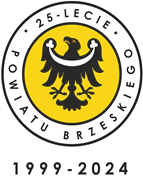 • 25-LECIE •
POWIATU BRZESKIEGO
1999-2024